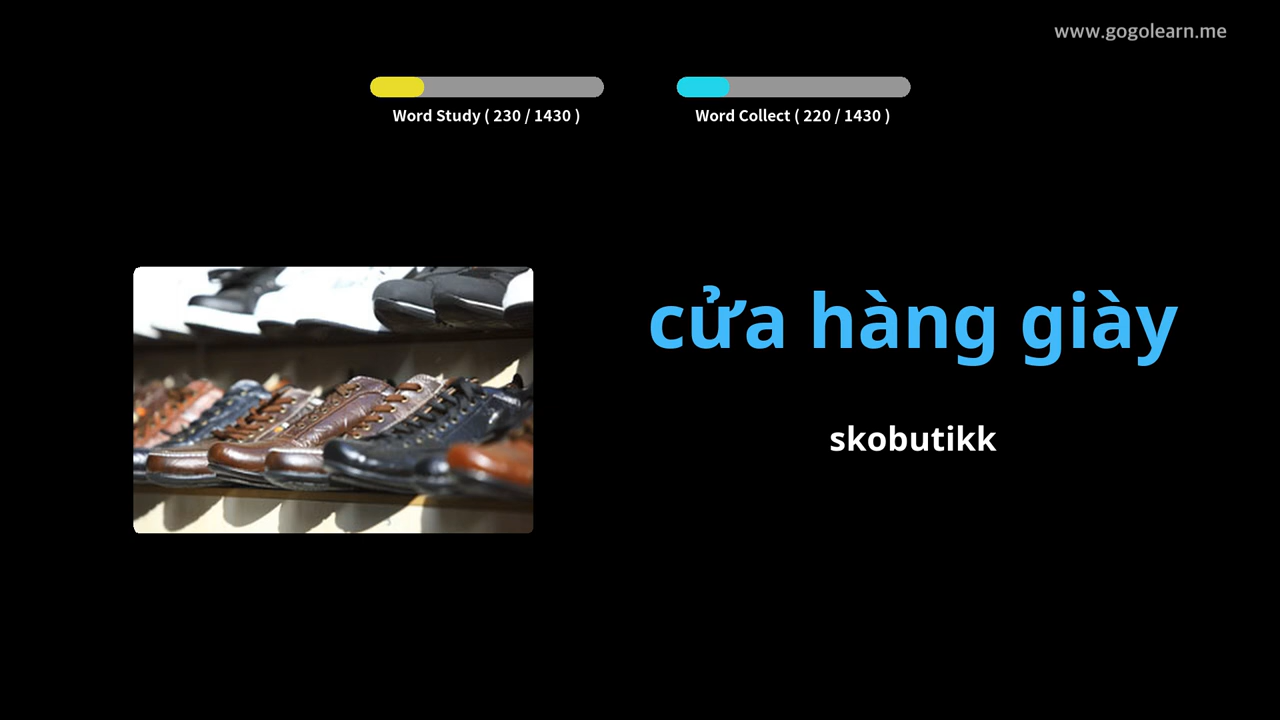 www.gogolearn.me
Word Study ( 230 / 1430 )
Word Collect ( 220 / 1430 )
cửa hàng giày
skobutikk